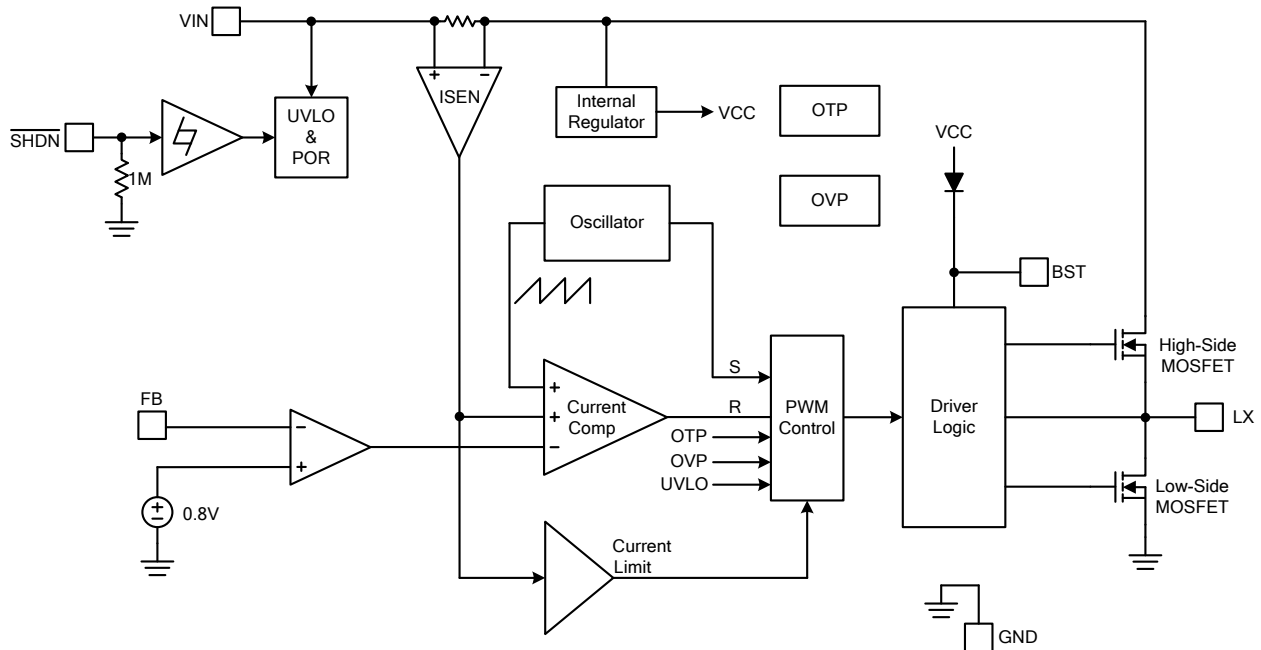 VIN
+ −
ISEN
UVLO
&
POR
Internal
Regulator
VCC
OTP
SHDN
1M
VCC
OVP
Oscillator
BST
High-Side
MOSFET
S
FB
+
Current
Comp
+
−
R
PWM
Control
Driver
Logic
LX
−
+
OTP
OVP
UVLO
Low-Side
MOSFET
+
−
0.8V
Current
Limit
GND